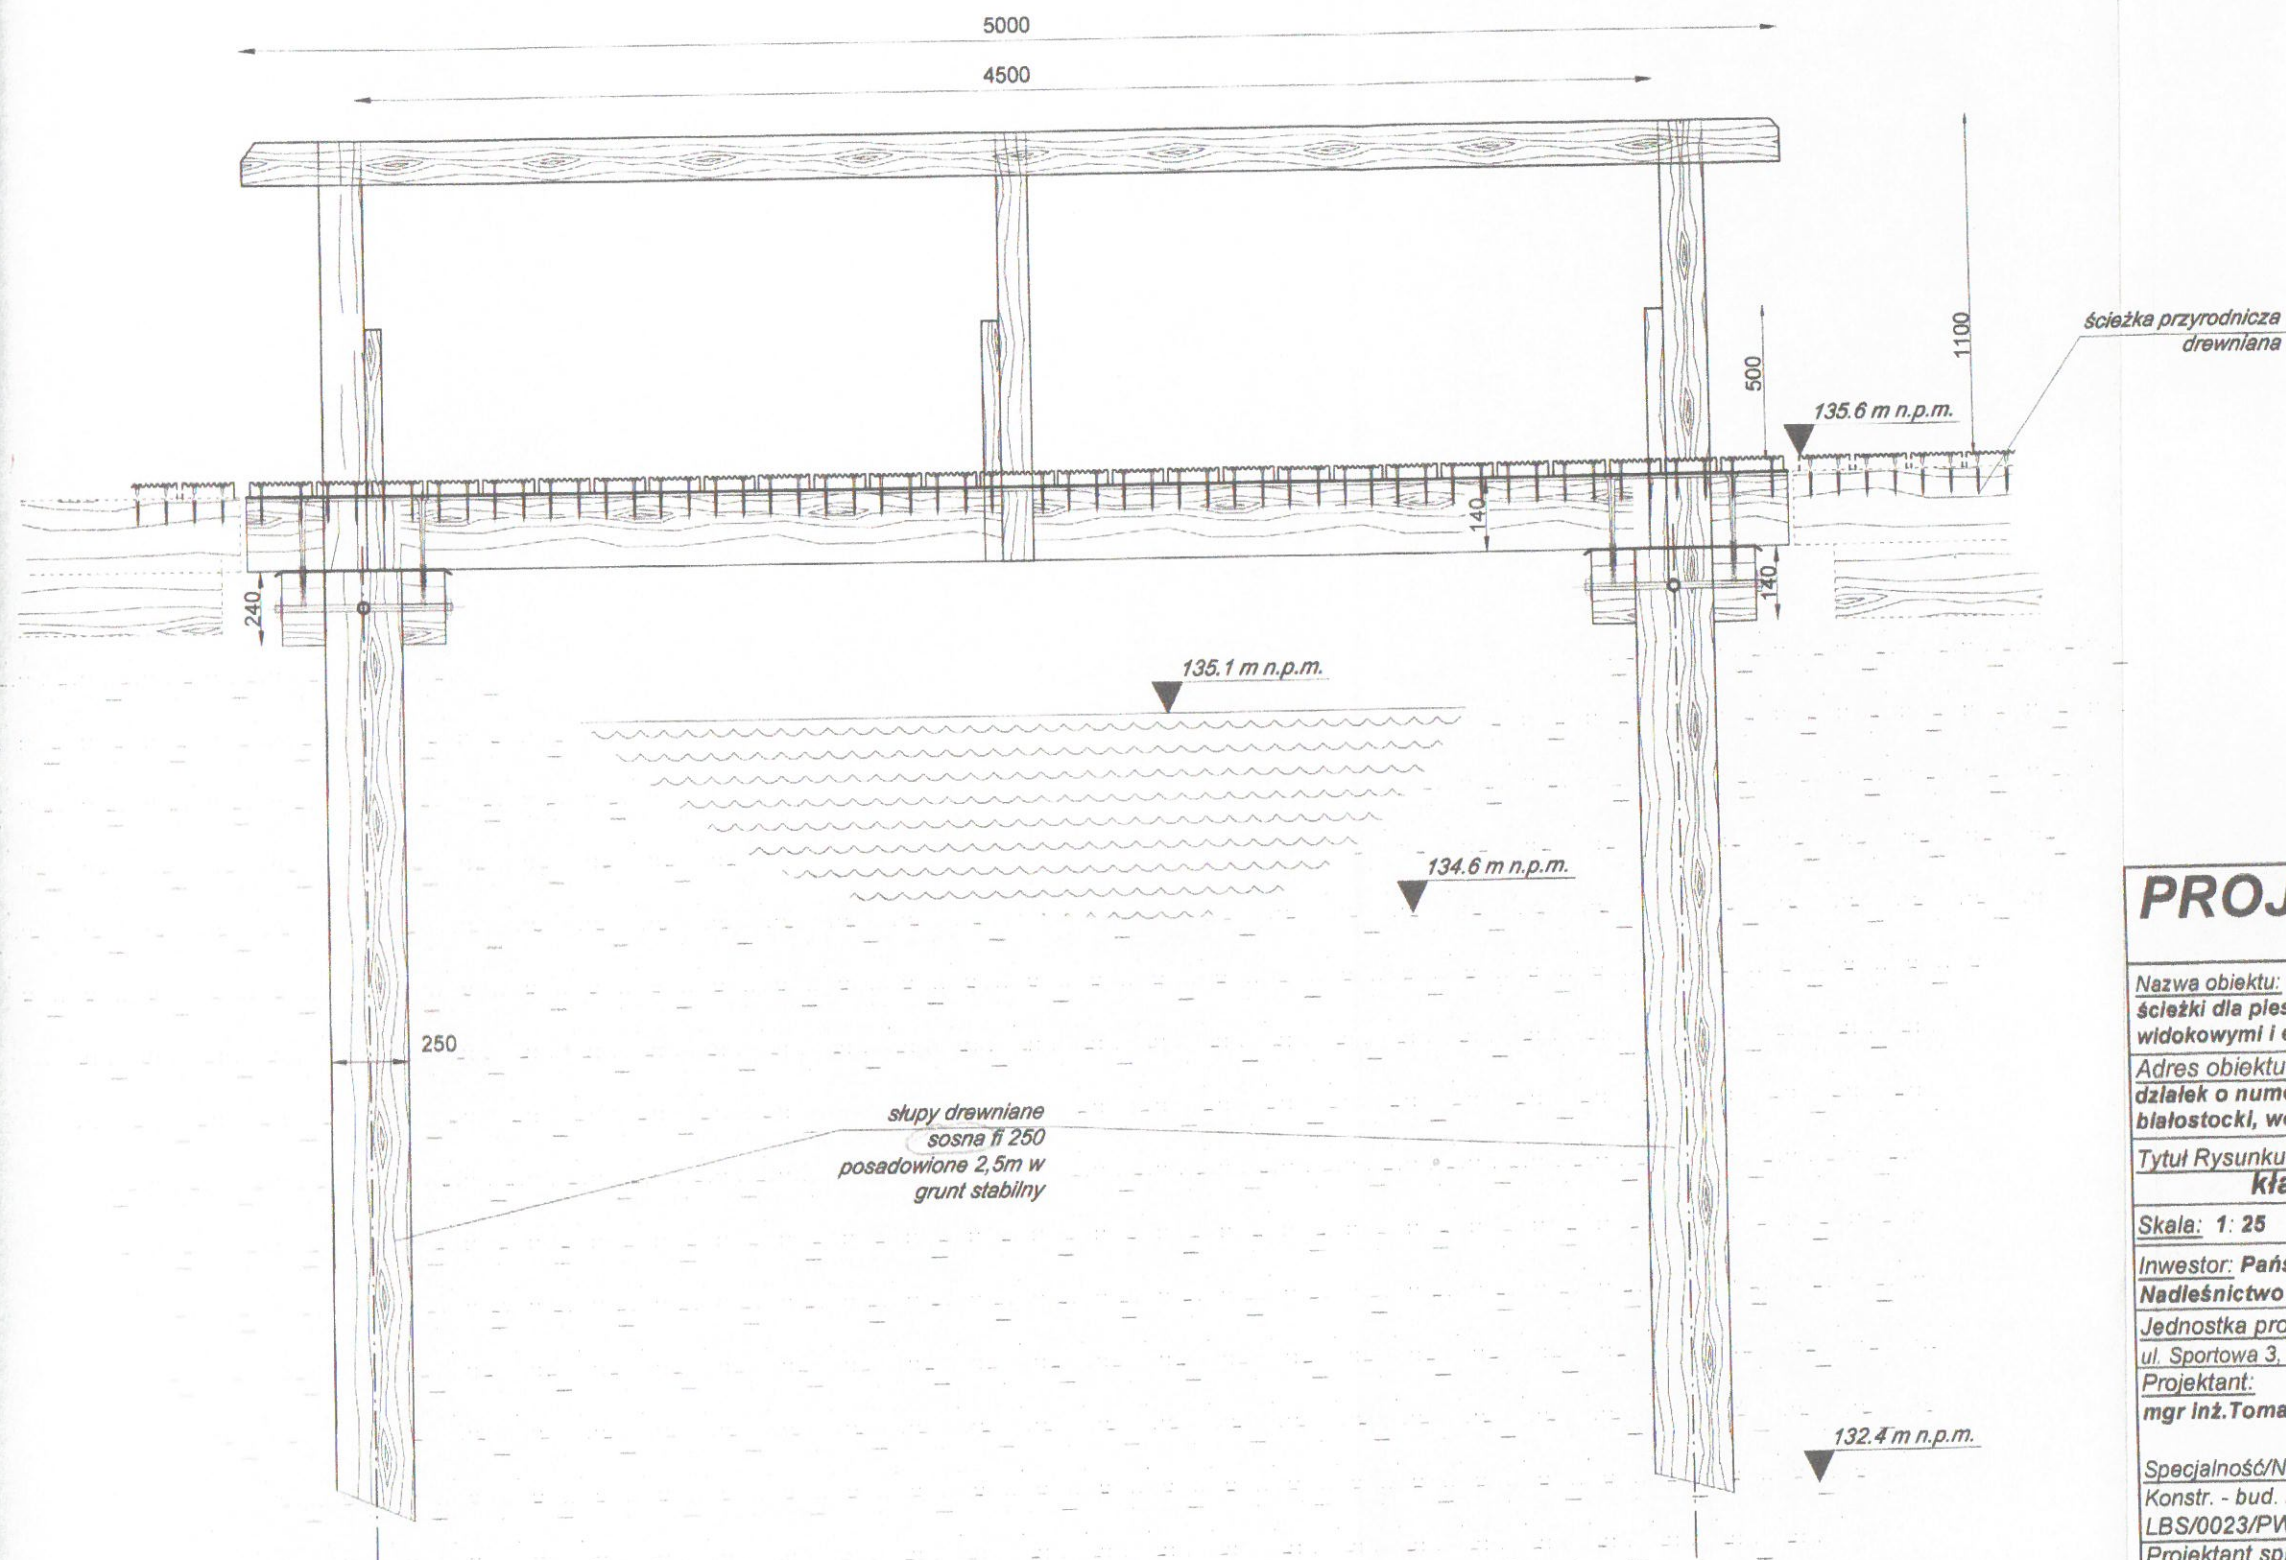 5000
4500
1100
ścieżka przyrodnicza
drewniana
500
135.6 m n.p.m.
140
240
140
135.1 m n.p.m.
134.6 m n.p.m.
250
słupy drewniane
sosna fi 250
posadowione 2,5m w
grunt stabilny
132.4 m n.p.m.
PROJ
Nazwa obiektu:
ścieżki dla pies
widokowymi i e
Adres obiektu
działek o nume
białostocki, wo
Tytuł Rysunku
kła
Skala: 1: 25
Inwestor: Pańs
Nadleśnictwo
Jednostka pro
ul. Sportowa 3,
Projektant:
mgr inż.Toma
Specjalność/N
Konstr. - bud.
LBS/0023/PW
Projektant sp